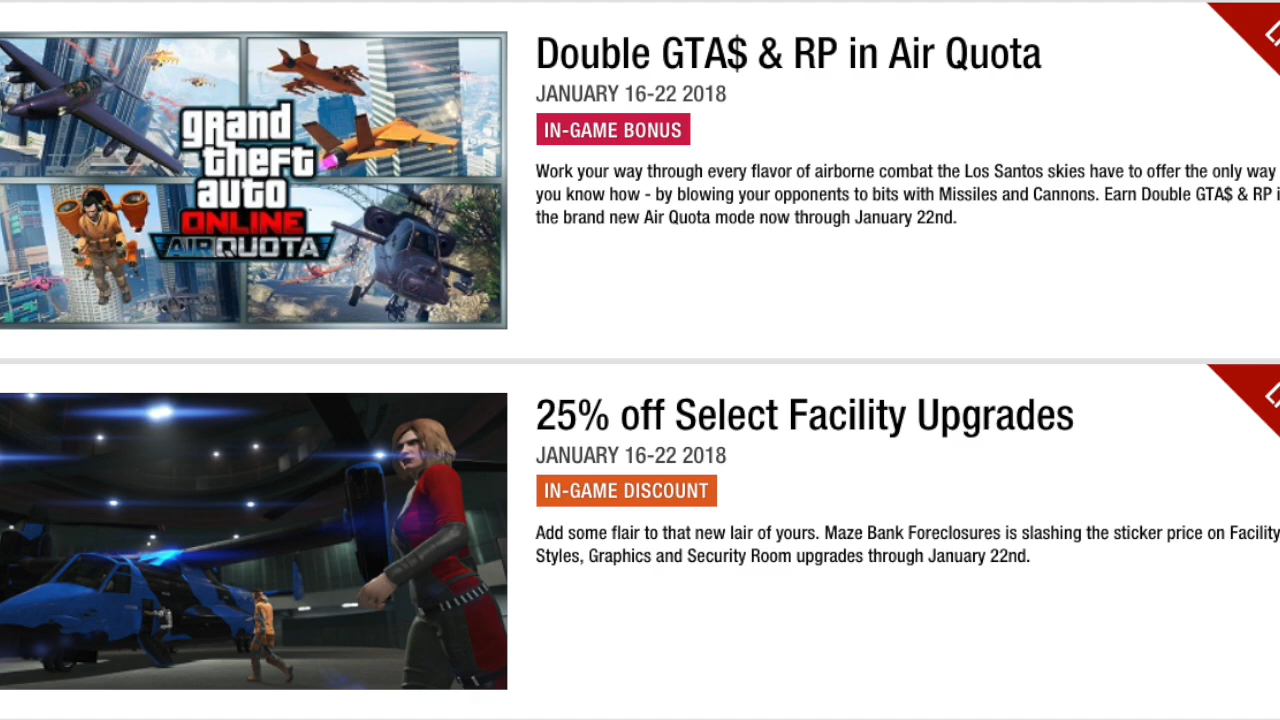 grand
theft
auto
ONLINE
AIR QUOTA
Double GTA$ & RP in Air Quota
JANUARY 16-22 2018
IN-GAME BONUS
Work your way through every flavor of airborne combat the Los Santos skies have to offer the only way
you know how - by blowing your opponents to bits with Missiles and Cannons. Earn Double GTA$ & RP
the brand new Air Quota mode now through January 22nd.
25% off Select Facility Upgrades
JANUARY 16-22 2018
IN-GAME DISCOUNT
Add some flair to that new lair of yours. Maze Bank Foreclosures is slashing the sticker price on Facility
Styles, Graphics and Security Room upgrades through January 22nd.